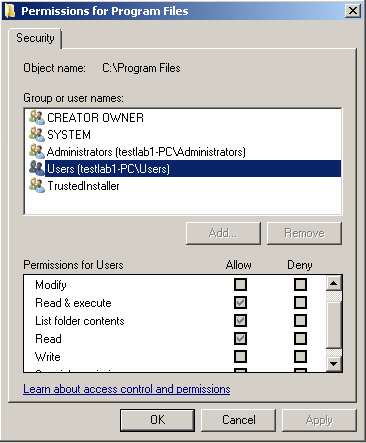 Permissions for Program Files
Security
Object name: C:\Program Files
Group or user names:
CREATOR OWNER
SYSTEM
Administrators (testlab1-PC\Administrators)
Users (testlab1-PC\Users)
TrustedInstaller
Add... Remove
Permissions for Users Allow Deny
Modify
Read & execute
List folder contents
Read
Write
Learn about access control and permissions
OK Cancel Apply